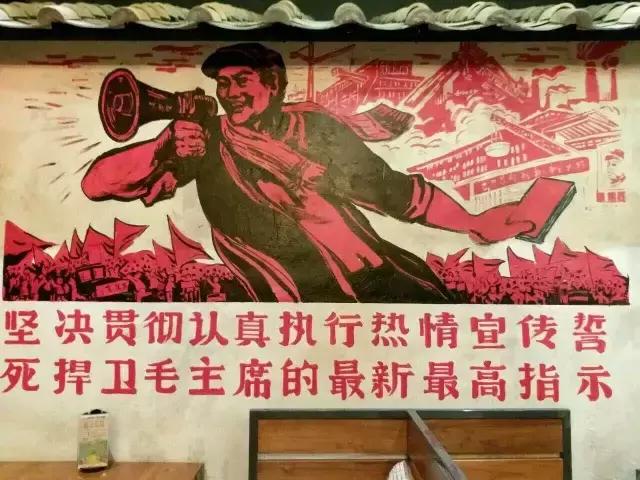 坚决贯彻认真执行热情宣传誓
死捍卫毛主席的最新最高指示